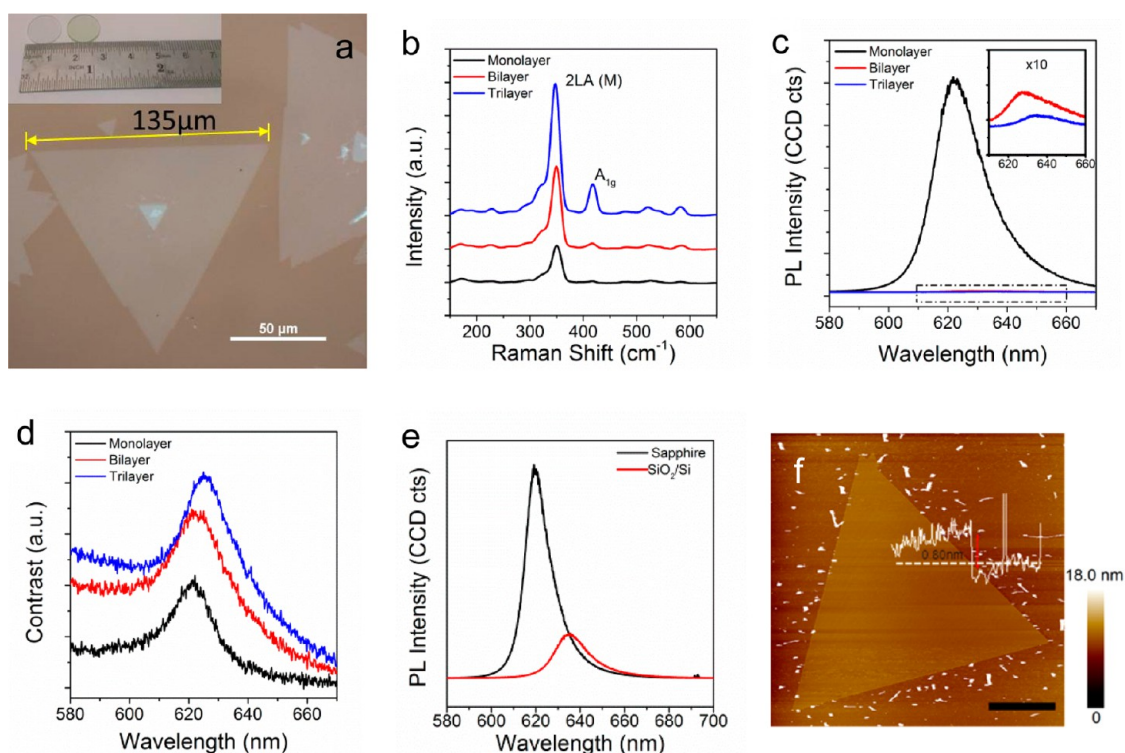 a
135μm
50 μm
b
Monolayer
Bilayer
Trilayer
2LA (M)
A1g
Intensity (a.u.)
200 300 400 500 600
Raman Shift (cm-1)
c
Monolayer
Bilayer
Trilayer
x10
620 640 660
PL Intensity (CCD cts)
580 600 620 640 660
Wavelength (nm)
d
Monolayer
Bilayer
Trilayer
Contrast (a.u.)
580 600 620 640 660
Wavelength (nm)
e
Sapphire
SiO2/Si
PL Intensity (CCD cts)
580 600 620 640 660 680 700
Wavelength (nm)
f
0.80nm
18.0 nm
0